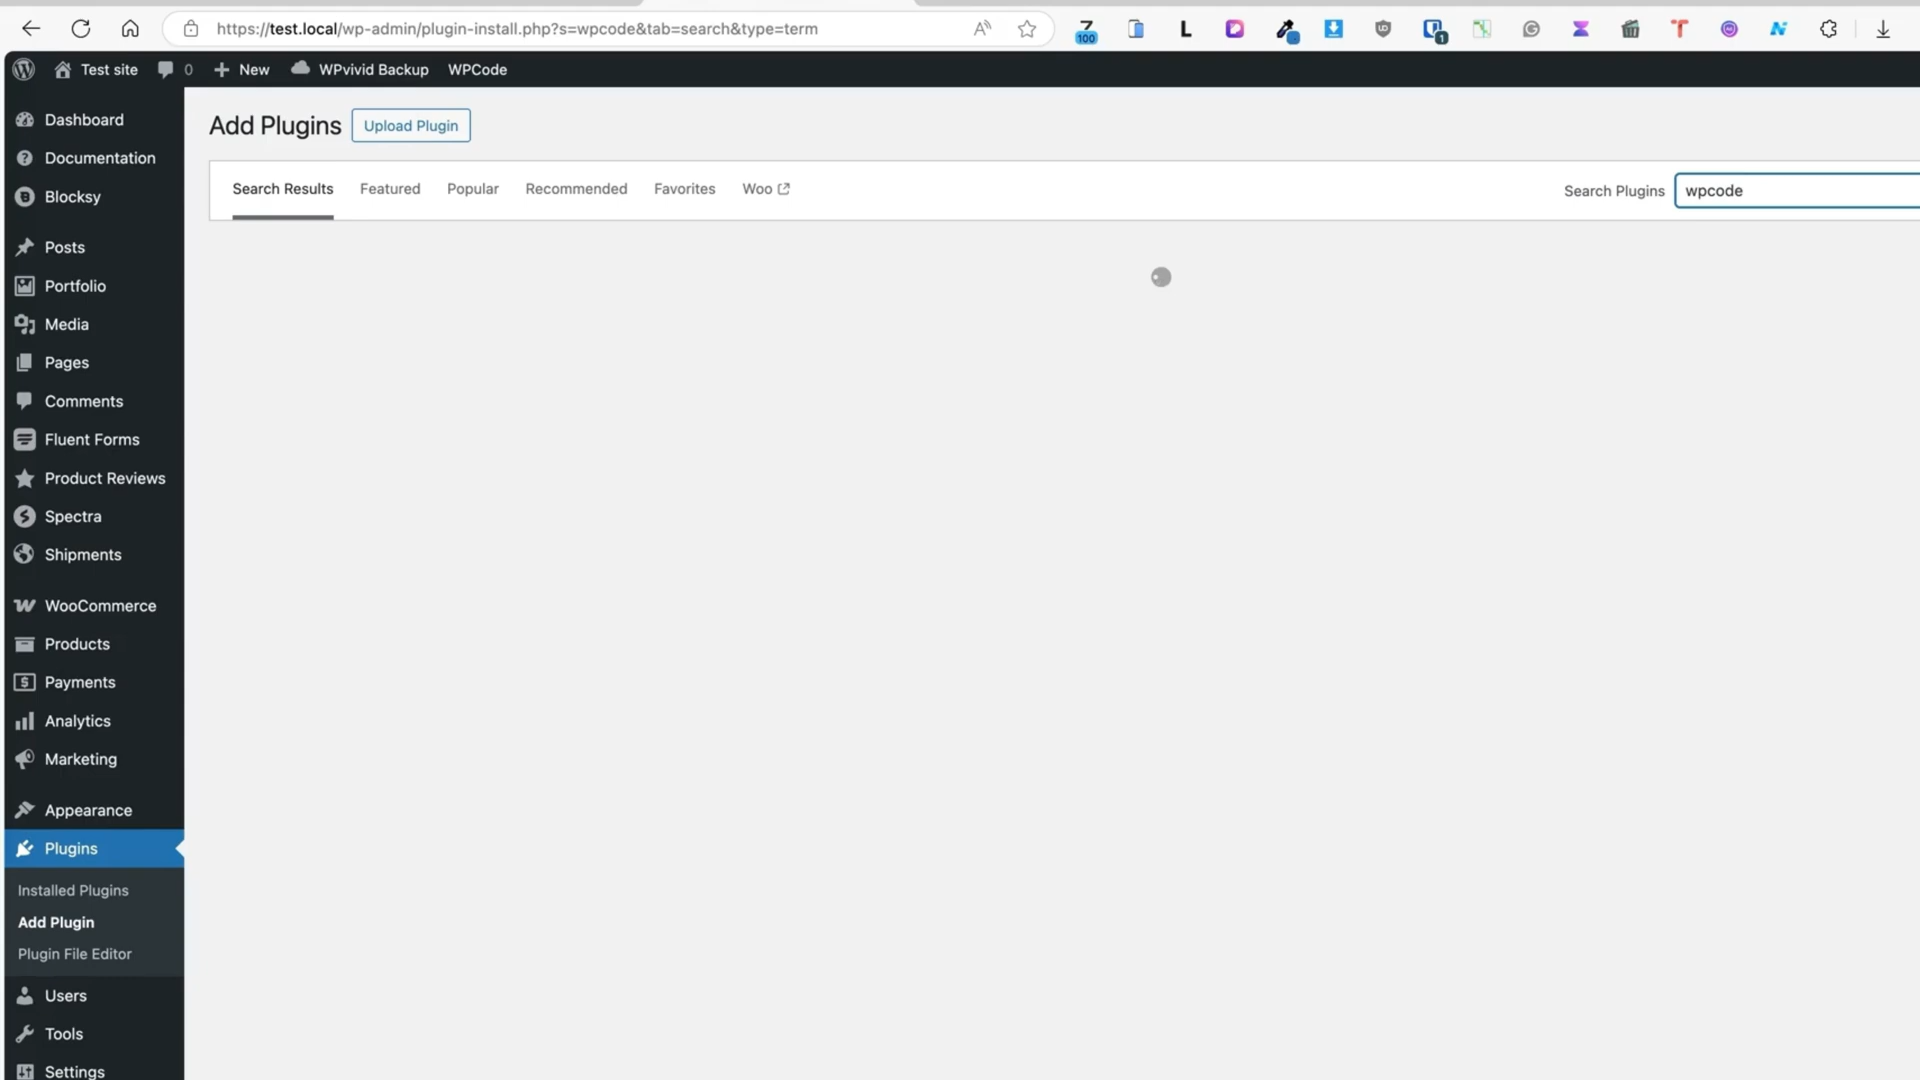 https://test.local/wp-admin/plugin-install.php?s=wpcode&tab=search&type=term
100
L
1
Test site
0
New
WPvivid Backup
WPCode
Dashboard
Documentation
Blocksy
Posts
Portfolio
Media
Pages
Comments
Fluent Forms
Product Reviews
Spectra
Shipments
WooCommerce
Products
Payments
Analytics
Marketing
Appearance
Plugins
Installed Plugins
Add Plugin
Plugin File Editor
Users
Tools
Settings
Add Plugins
Upload Plugin
Search Results
Featured
Popular
Recommended
Favorites
Woo
Search Plugins
wpcode